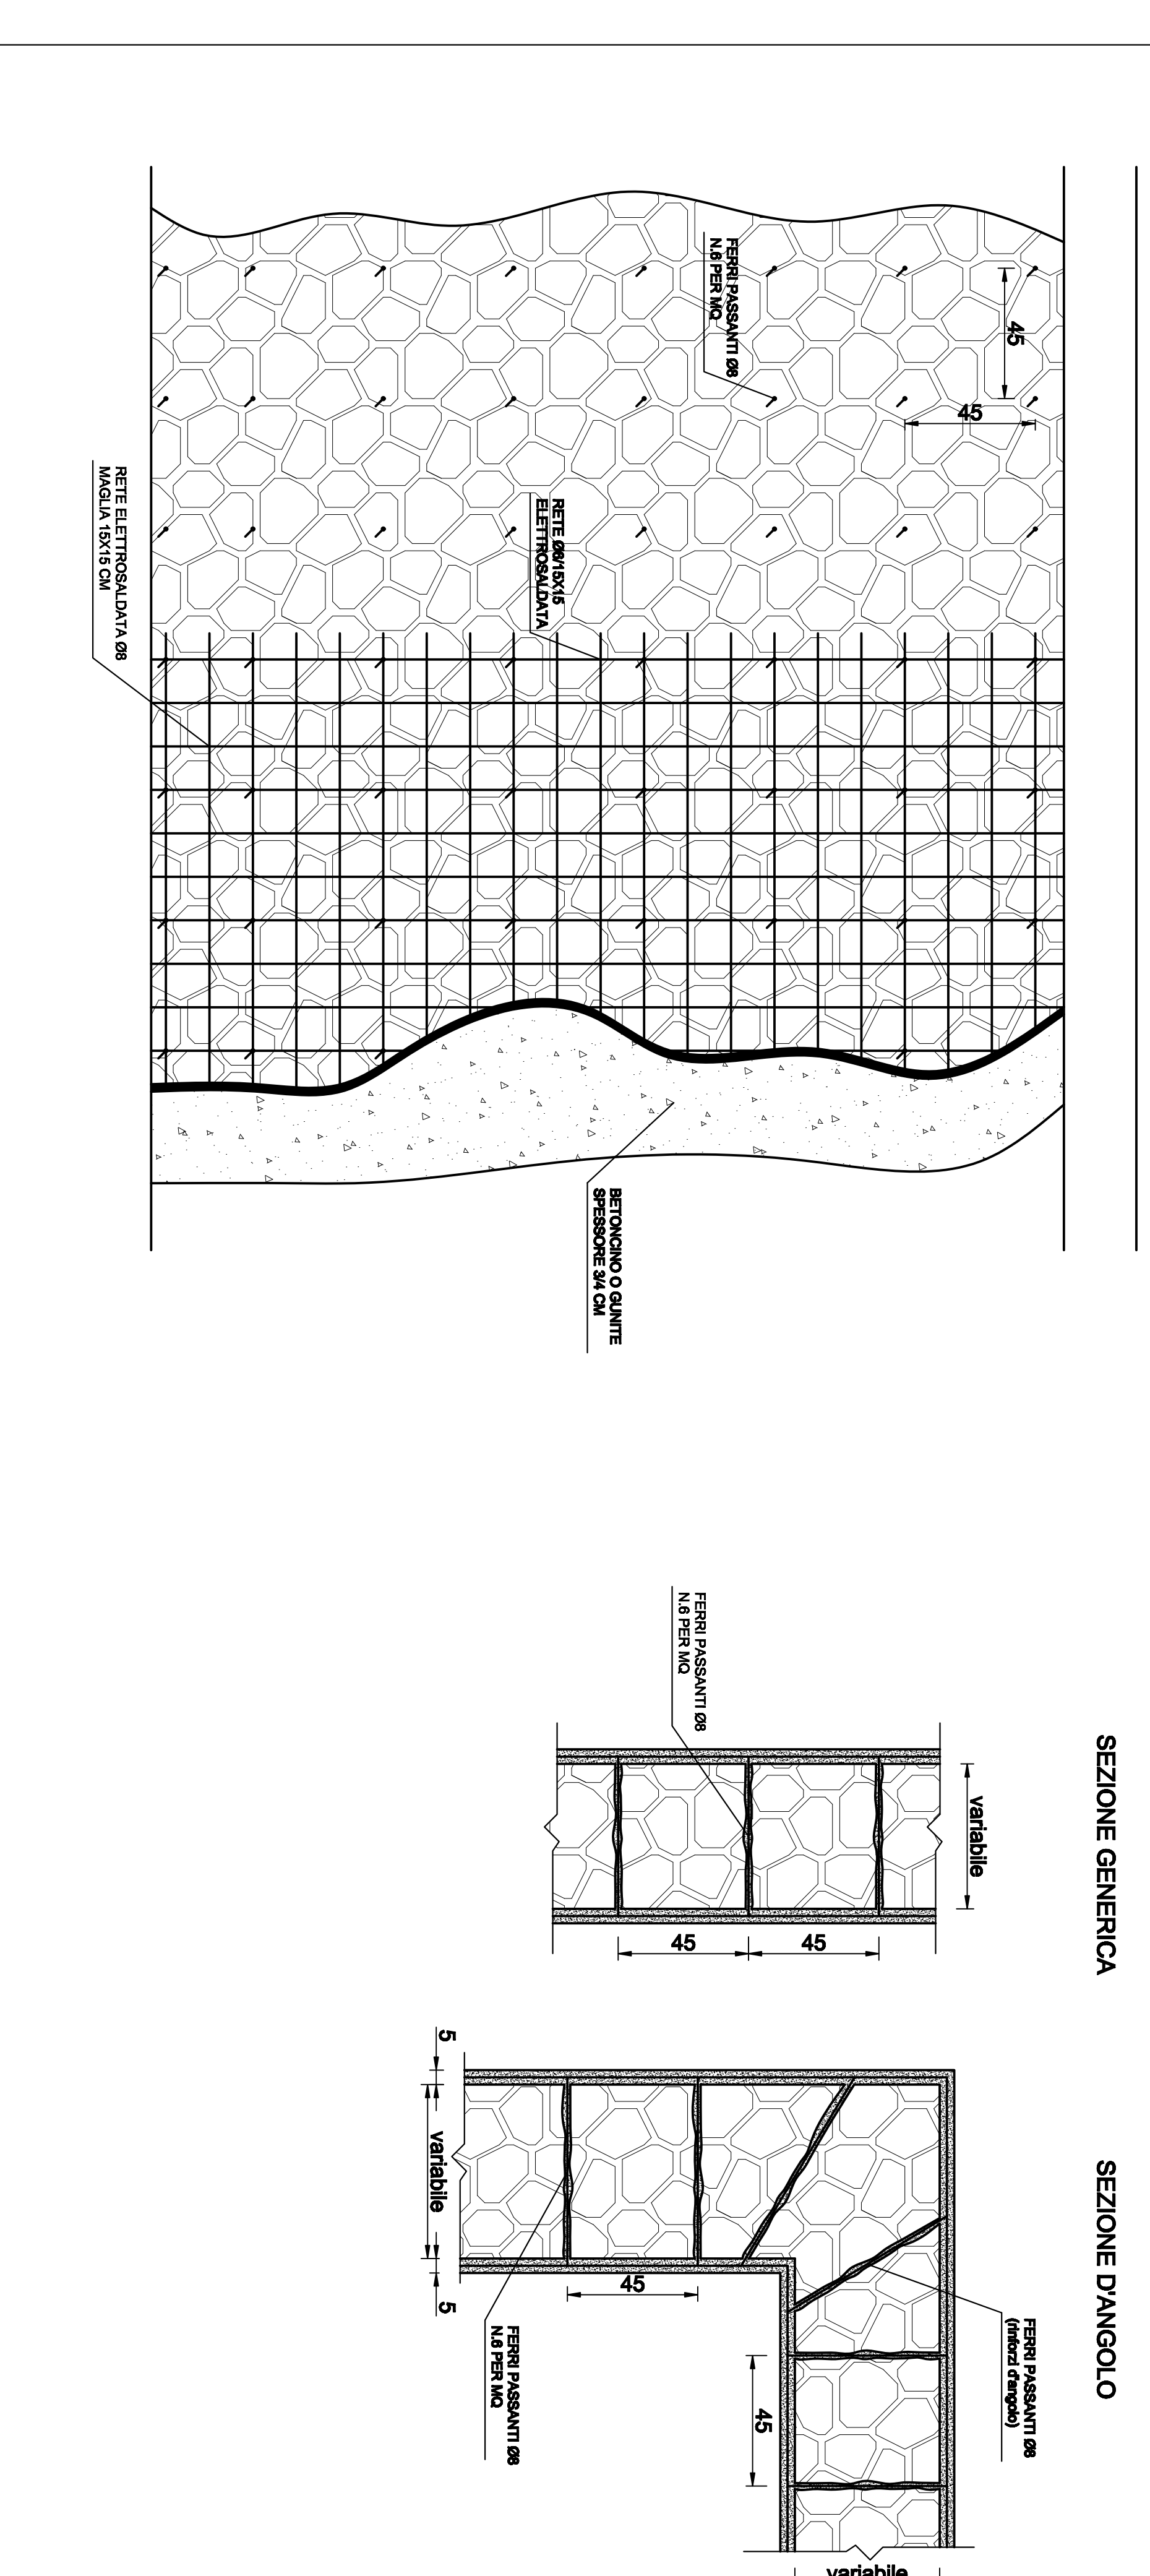 45
45
FERRI PASSANTI Ø8
N.6 PER MQ
RETE Ø8/15X15
ELETTROSALDATA
RETE ELETTROSALDATA Ø8
MAGLIA 15X15 CM
BETONCINO O GUNITE
SPESSORE 3/4 CM
SEZIONE GENERICA
variabile
FERRI PASSANTI Ø8
N.6 PER MQ
45
45
SEZIONE D'ANGOLO
FERRI PASSANTI Ø8
(rinforzi d'angolo)
5
variabile
5
45
45
FERRI PASSANTI Ø8
N.6 PER MQ
variabile